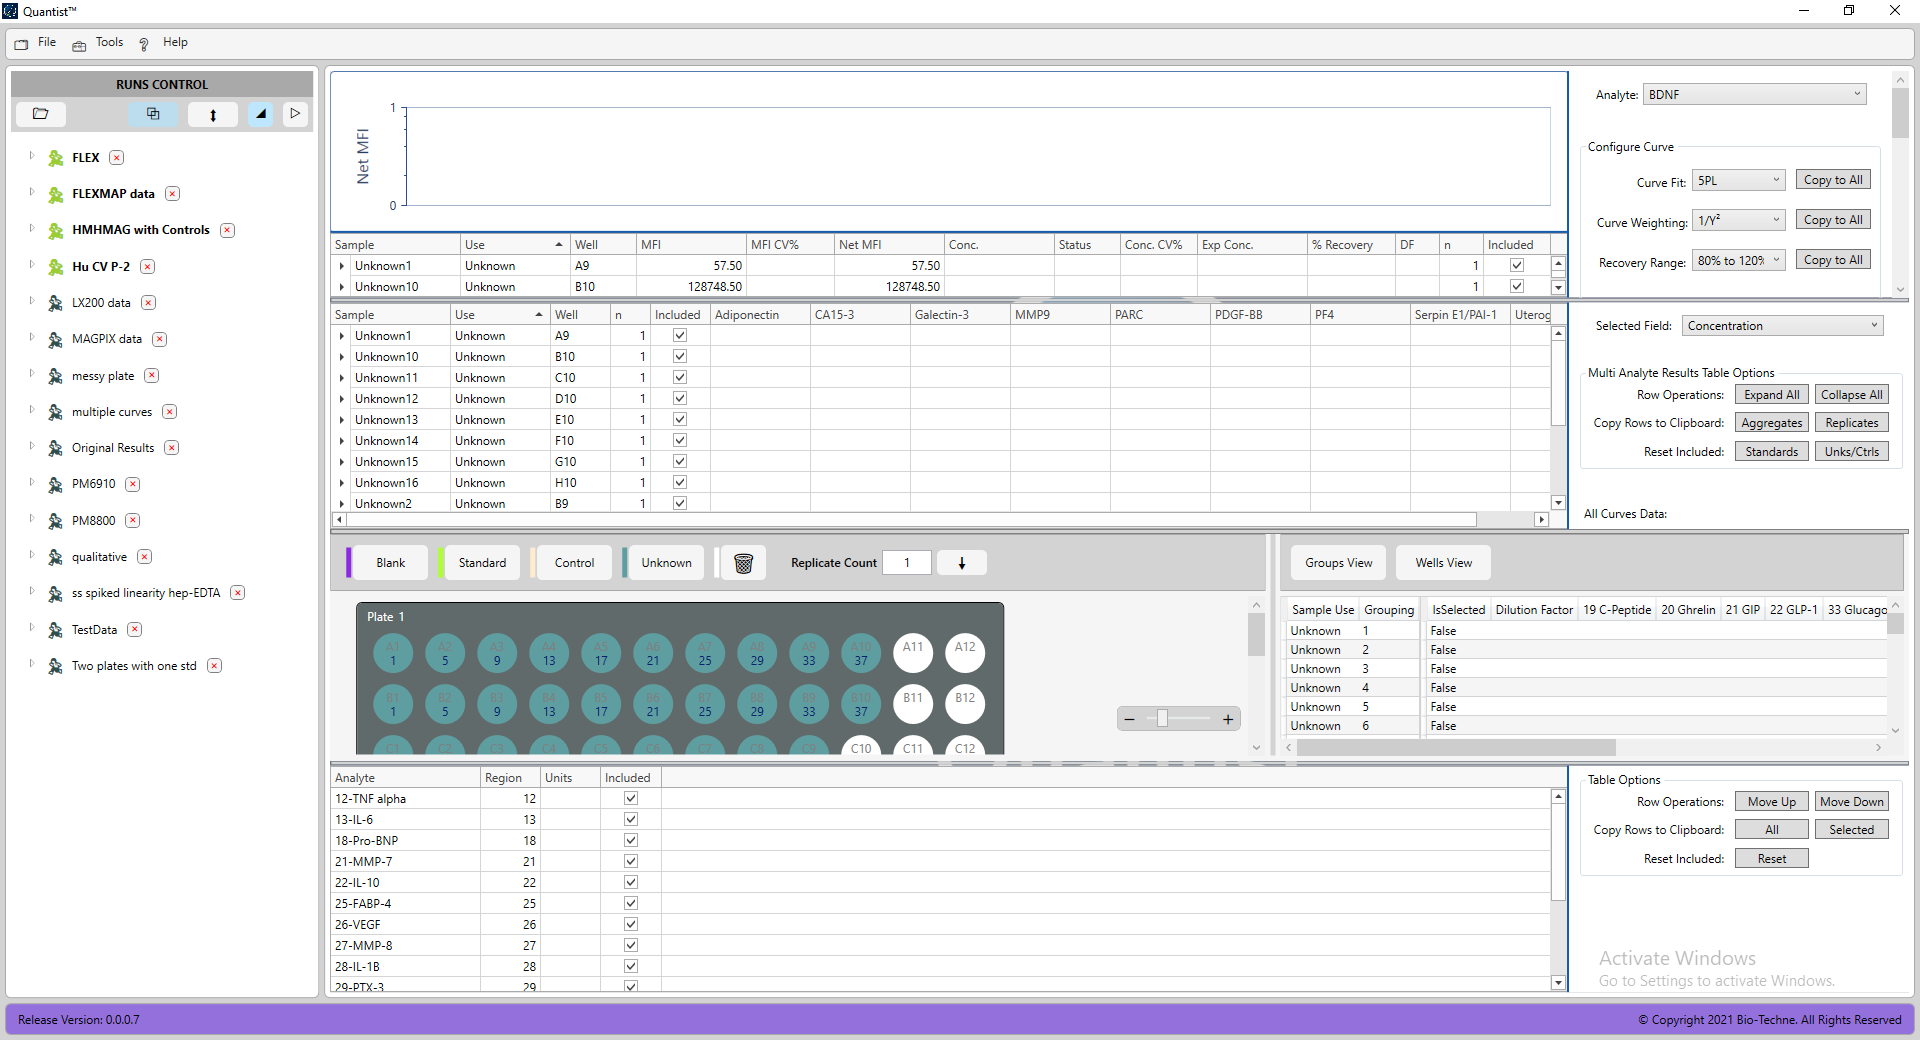 Quantist™
File Tools Help
RUNS CONTROL
FLEX
FLEXMAP data
HMHMAG with Controls
Hu CV P-2
LX200 data
MAGPIX data
messy plate
multiple curves
Original Results
PM6910
PM8800
qualitative
ss spiked linearity hep-EDTA
TestData
Two plates with one std
Net MFI
1
0
Sample Use Well MFI MFI CV% Net MFI Conc. Status Conc. CV% Exp Conc. % Recovery DF n Included
Unknown1 Unknown A9 57.50 57.50 1
Unknown10 Unknown B10 128748.50 128748.50 1
Analyte: BDNF
Configure Curve
Curve Fit: 5PL Copy to All
Curve Weighting: 1/Y² Copy to All
Recovery Range: 80% to 120% Copy to All
Sample Use Well n Included Adiponectin CA15-3 Galectin-3 MMP9 PARC PDGF-BB PF4 Serpin E1/PAI-1 Uterog
Unknown1 Unknown A9 1
Unknown10 Unknown B10 1
Unknown11 Unknown C10 1
Unknown12 Unknown D10 1
Unknown13 Unknown E10 1
Unknown14 Unknown F10 1
Unknown15 Unknown G10 1
Unknown16 Unknown H10 1
Unknown2 Unknown B9 1
Selected Field: Concentration
Multi Analyte Results Table Options
Row Operations: Expand All Collapse All
Copy Rows to Clipboard: Aggregates Replicates
Reset Included: Standards Unks/Ctrls
All Curves Data:
Blank Standard Control Unknown Replicate Count 1
Plate 1
A1 A2 A3 A4 A5 A6 A7 A8 A9 A10 A11 A12
1 5 9 13 17 21 25 29 33 37
B1 B2 B3 B4 B5 B6 B7 B8 B9 B10 B11 B12
1 5 9 13 17 21 25 29 33 37
C1 C2 C3 C4 C5 C6 C7 C8 C9 C10 C11 C12
Groups View Wells View
Sample Use Grouping IsSelected Dilution Factor 19 C-Peptide 20 Ghrelin 21 GIP 22 GLP-1 33 Glucago
Unknown 1 False
Unknown 2 False
Unknown 3 False
Unknown 4 False
Unknown 5 False
Unknown 6 False
Analyte Region Units Included
12-TNF alpha 12
13-IL-6 13
18-Pro-BNP 18
21-MMP-7 21
22-IL-10 22
25-FABP-4 25
26-VEGF 26
27-MMP-8 27
28-IL-1B 28
29-PTX-3 29
Table Options
Row Operations: Move Up Move Down
Copy Rows to Clipboard: All Selected
Reset Included: Reset
Activate Windows
Go to Settings to activate Windows.
Release Version: 0.0.0.7
© Copyright 2021 Bio-Techne. All Rights Reserved